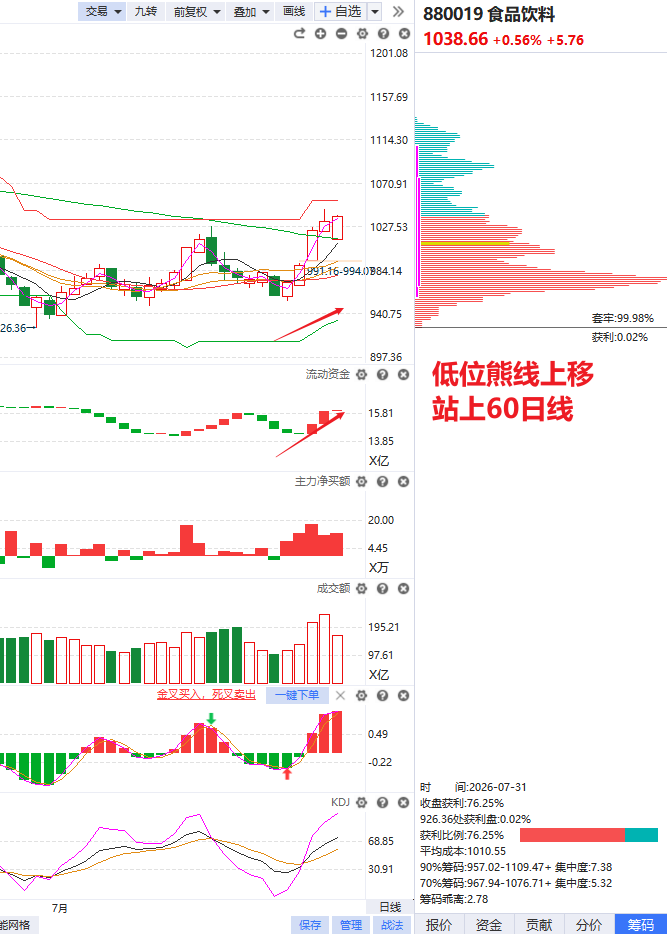 交易 九转 前复权 叠加 画线 + 自选
880019 食品饮料
1038.66 +0.56% +5.76
1201.08
1157.69
1114.30
1070.91
1027.53
984.14
940.75
897.36
991.16-994.0
26.36→
套牢:99.98%
获利:0.02%
低位熊线上移
站上60日线
流动资金
15.81
13.85
X亿
主力净买额
20.00
4.45
X万
成交额
195.21
97.61
X亿
金叉买入，死叉卖出 一键下单
0.49
-0.22
KDJ
68.85
30.91
7月 日线
能网格 保存 管理 战法
时 间:2026-07-31
收盘获利:76.25%
926.36处获利盘:0.02%
获利比例:76.25%
平均成本:1010.55
90%筹码:957.02-1109.47+ 集中度:7.38
70%筹码:967.94-1076.71+ 集中度:5.32
筹码乖离:2.78
报价 资金 贡献 分价 筹码